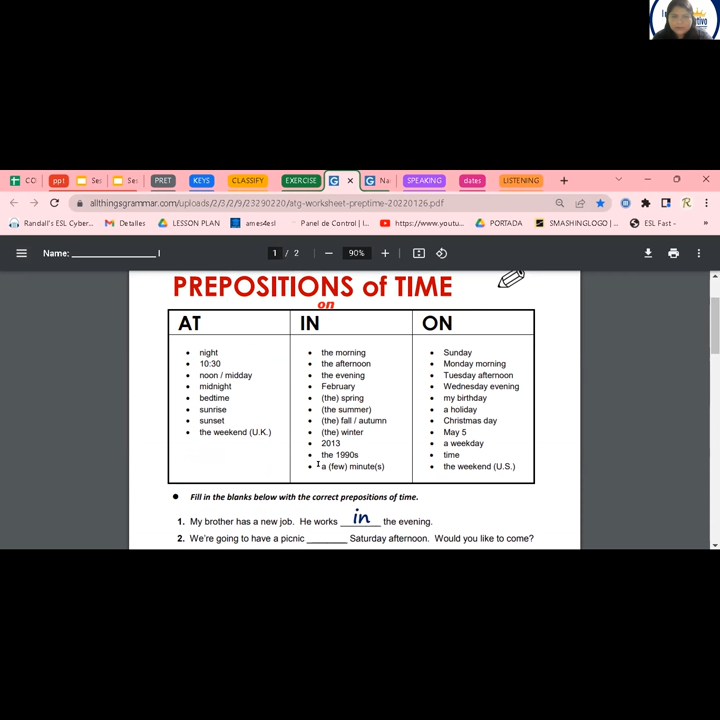 CO
pp1
Ses
Ses
PRET
KEYS
CLASSIFY
EXERCISE
Na
SPEAKING
dates
LISTENING
allthingsgrammar.com/uploads/2/3/2/9/23290220/atg-worksheet-preptime-20220126.pdf
Randall's ESL Cyber...
Detalles
LESSON PLAN
ames4esl
Panel de Control | I...
https://www.youtu...
PORTADA
SMASHINGLOGO | ...
ESL Fast -
Name: ______________ I
1 / 2
90%
PREPOSITIONS of TIME
on
AT
IN
ON
night
10:30
noon / midday
midnight
bedtime
sunrise
sunset
the weekend (U.K.)
the morning
the afternoon
the evening
February
(the) spring
(the summer)
(the) fall / autumn
(the) winter
2013
the 1990s
a (few) minute(s)
Sunday
Monday morning
Tuesday afternoon
Wednesday evening
my birthday
a holiday
Christmas day
May 5
a weekday
time
the weekend (U.S.)
Fill in the blanks below with the correct prepositions of time.
1. My brother has a new job. He works in the evening.
2. We're going to have a picnic ________ Saturday afternoon. Would you like to come?